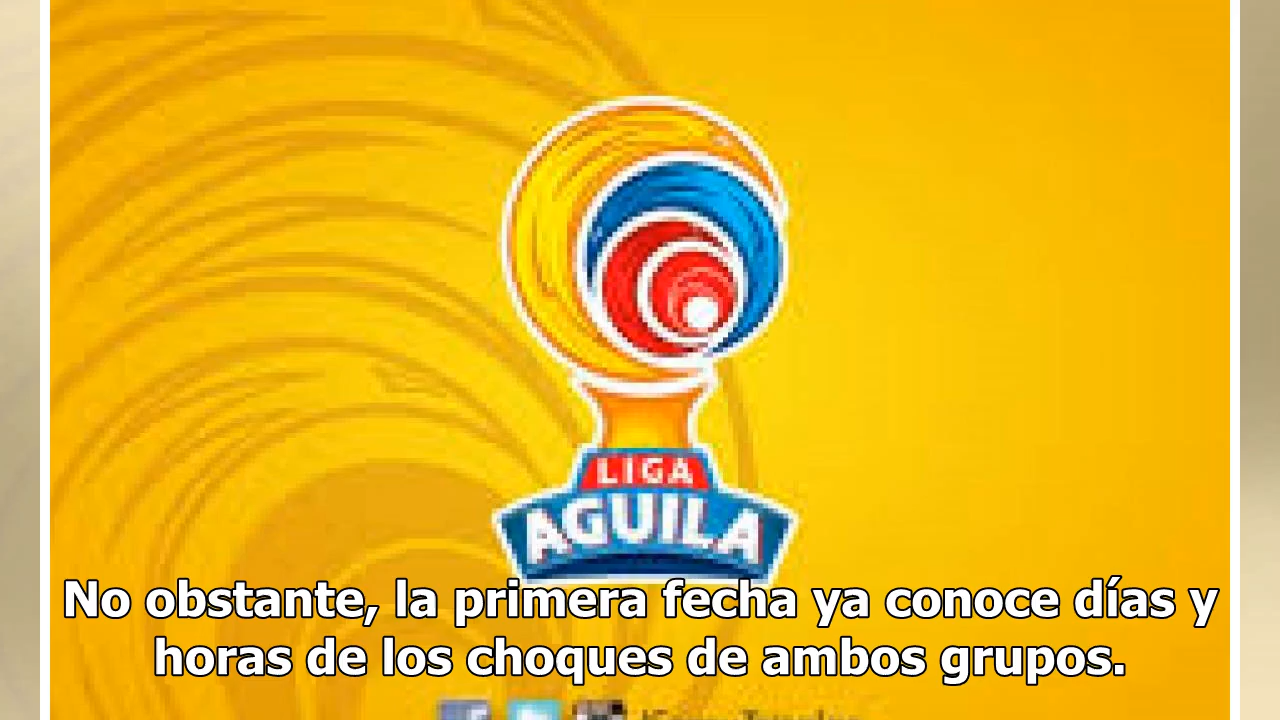 LIGA
AGUILA
No obstante, la primera fecha ya conoce días y
horas de los choques de ambos grupos.